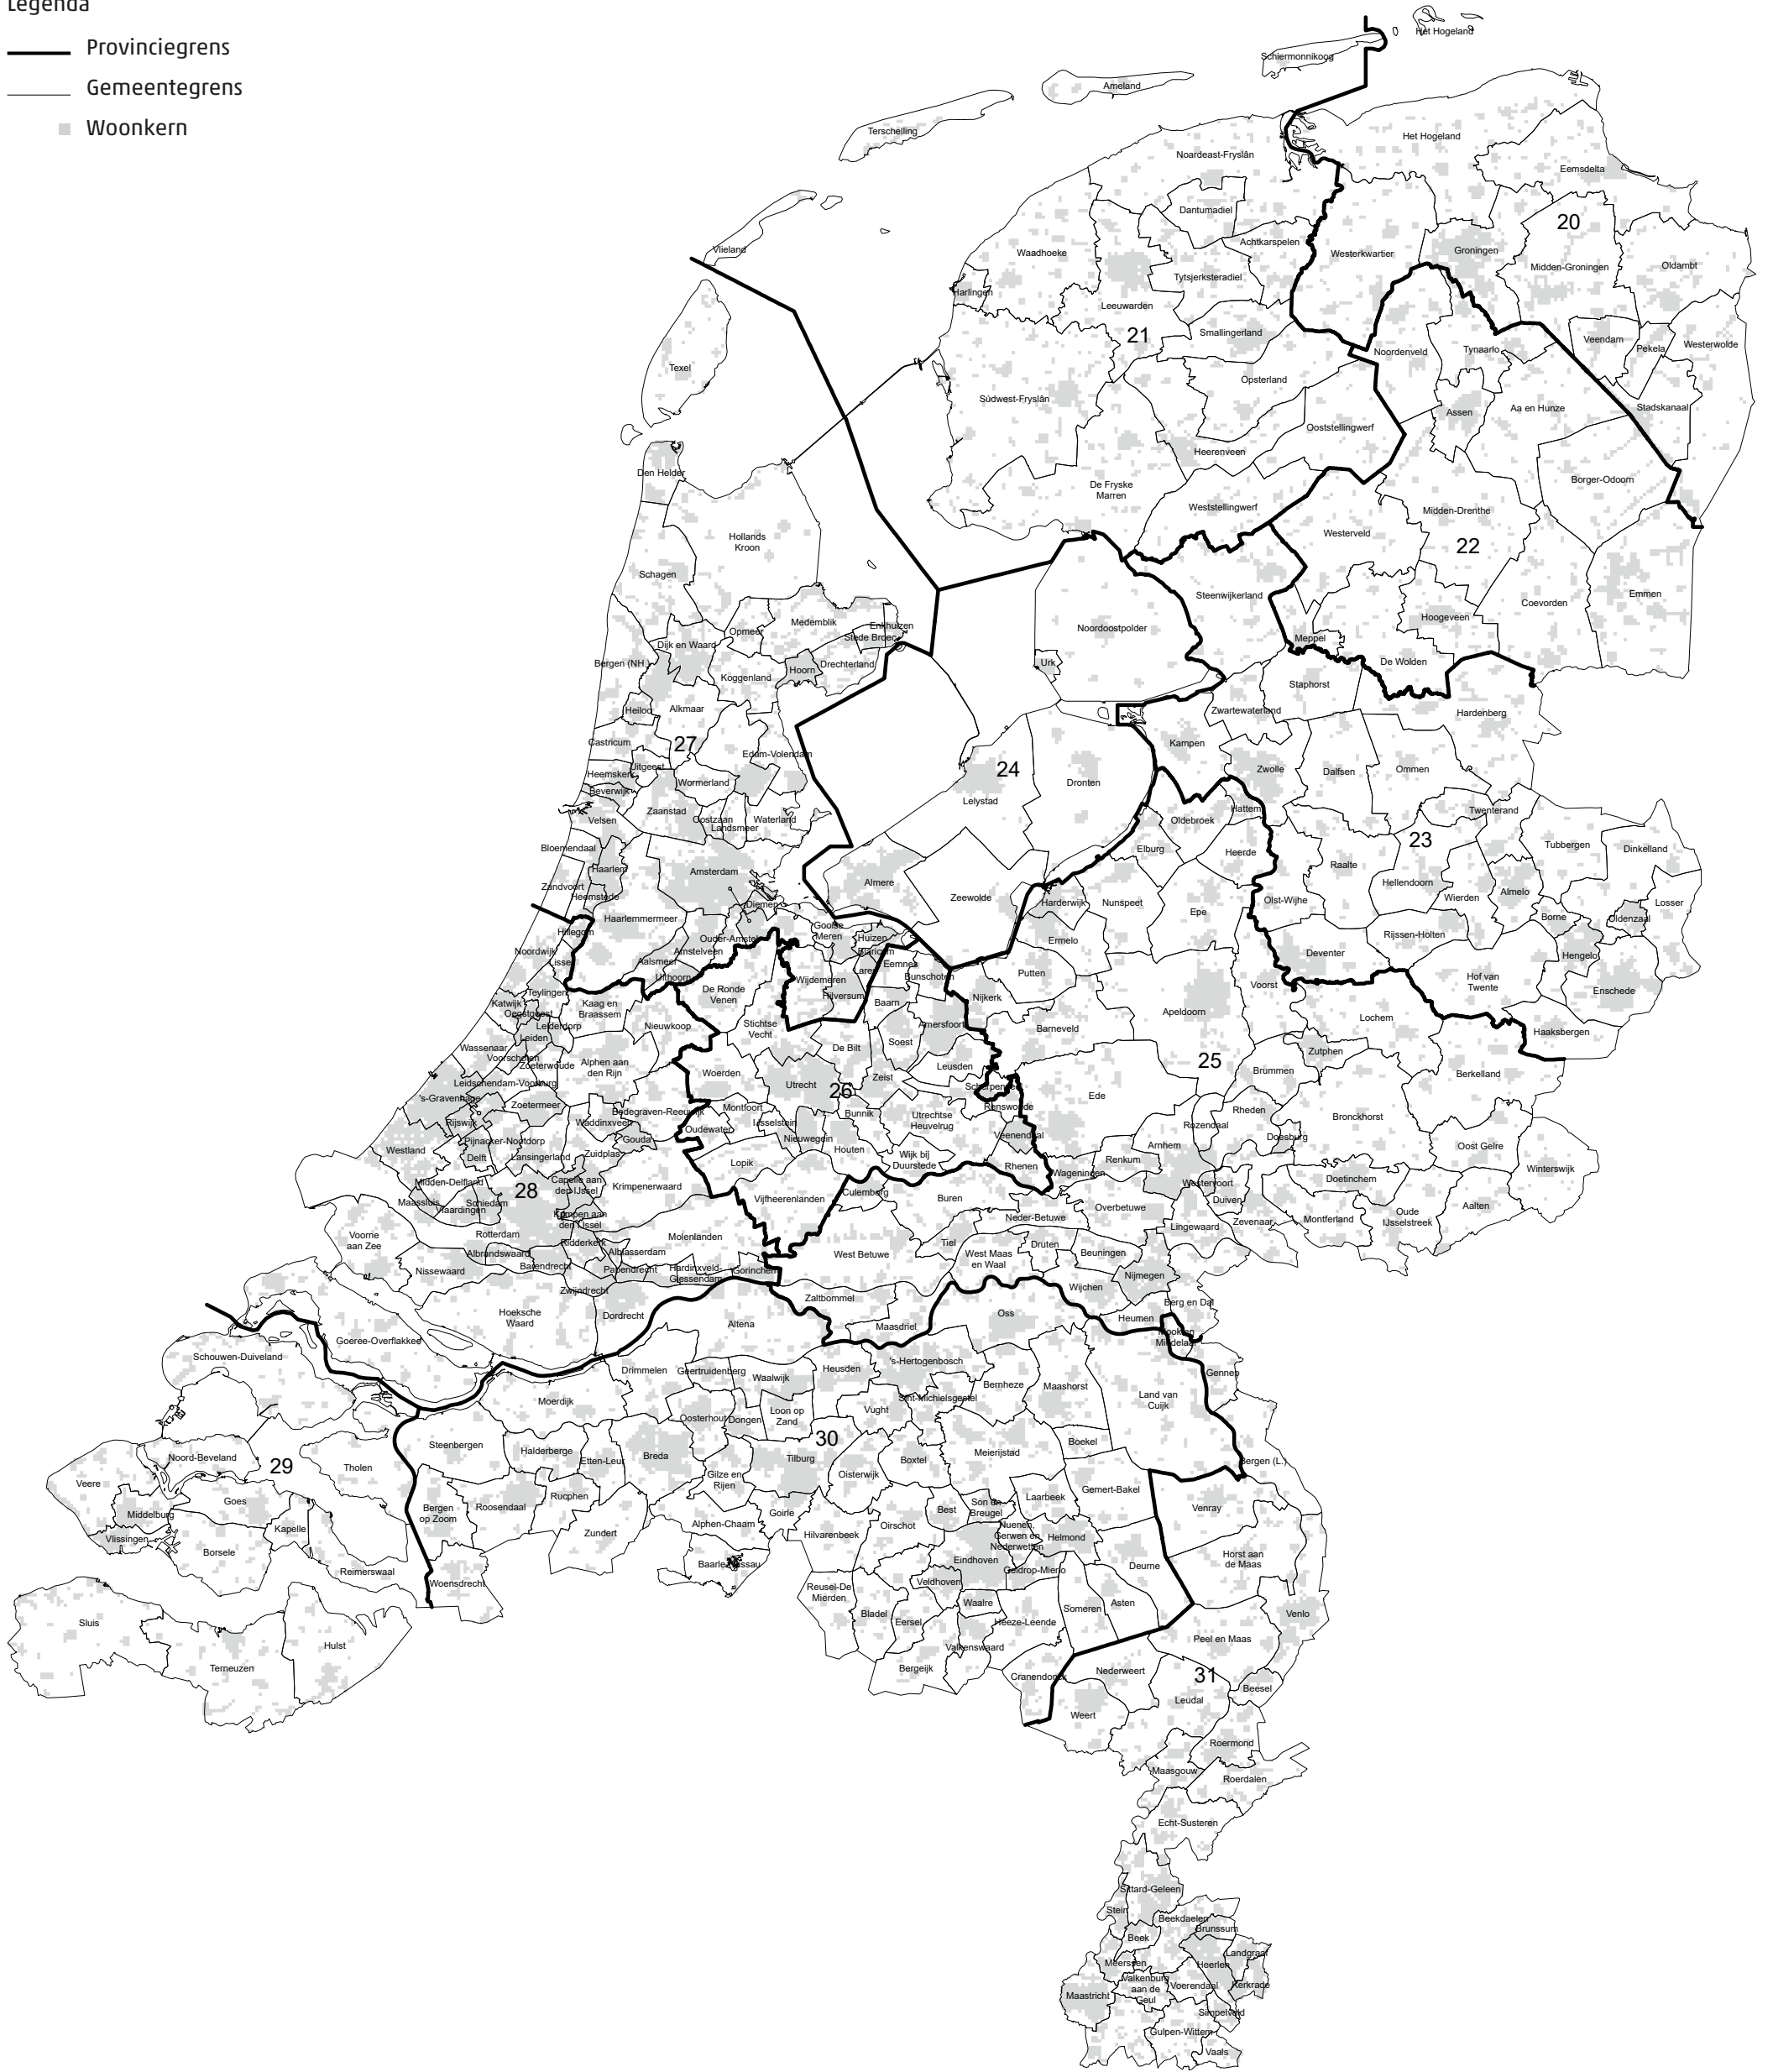 Legenda
Provinciegrens
Gemeentegrens
Woonkern
Het Hogeland
Schiermonnikoog
Ameland
Terschelling
Vlieland
Texel
Het Hogeland
Noardeast-Fryslân
Eemsdelta
Dantumadiel
20
Achtkarspelen
Waadhoeke
Westerkwartier
Groningen
Midden-Groningen
Oldambt
Tytsjerksteradiel
Harlingen
Leeuwarden
21
Smallingerland
Noordenveld
Tynaarlo
Veendam
Pekela
Westerwolde
Opsterland
Súdwest-Fryslân
Assen
Aa en Hunze
Stadskanaal
Ooststellingwerf
Heerenveen
De Fryske
Marren
Borger-Odoorn
Weststellingwerf
Midden-Drenthe
Westerveld
22
Den Helder
Hollands
Kroon
Schagen
Steenwijkerland
Emmen
Coevorden
Hoogeveen
Meppel
De Wolden
Noordoostpolder
Urk
Medemblik
Enkhuizen
Stede Broec
Opmeer
Dijk en Waard
Drechterland
Hoorn
Bergen (NH.)
Koggenland
Heiloo
Alkmaar
27
Castricum
Edam-Volendam
Uitgeest
Heemskerk
Wormerland
Beverwijk
Zaanstad
Oostzaan
Landsmeer
Waterland
Velsen
Bloemendaal
Haarlem
Amsterdam
Zandvoort
Heemstede
Diemen
Haarlemmermeer
Ouder-Amstel
Amstelveen
Aalsmeer
Uithoorn
Gooise
Meren
Huizen
Blaricum
Laren
Wijdemeren
Hilversum
24
Lelystad
Dronten
Almere
Zeewolde
Staphorst
Zwartewaterland
Hardenberg
Kampen
Zwolle
Dalfsen
Ommen
Twenterand
23
Raalte
Hellendoorn
Wierden
Almelo
Tubbergen
Dinkelland
Losser
Oldenzaal
Borne
Olst-Wijhe
Rijssen-Holten
Hengelo
Deventer
Hof van
Twente
Enschede
Haaksbergen
Hattem
Oldebroek
Elburg
Heerde
Harderwijk
Nunspeet
Epe
Ermelo
Putten
Voorst
Nijkerk
Apeldoorn
Lochem
Barneveld
Zutphen
25
Brummen
Berkelland
Scherpenzeel
Ede
Rheden
Bronckhorst
Rozendaal
Doesburg
Arnhem
Oost Gelre
Renkum
Winterswijk
Wageningen
Westervoort
Doetinchem
Duiven
Overbetuwe
Oude
IJsselstreek
Aalten
Montferland
Zevenaar
Lingewaard
Culemborg
Buren
Neder-Betuwe
Tiel
West Betuwe
West Maas
en Waal
Druten
Beuningen
Nijmegen
Wijchen
Berg en Dal
Heumen
Zaltbommel
Maasdriel
Eemnes
Bunschoten
De Ronde
Venen
Baarn
Stichtse
Vecht
Amersfoort
De Bilt
Soest
Leusden
Woerden
Zeist
Utrecht
26
Renswoude
Montfoort
Bunnik
Utrechtse
Heuvelrug
IJsselstein
Oudewater
Nieuwegein
Veenendaal
Houten
Wijk bij
Duurstede
Rhenen
Lopik
Vijfheerenlanden
Hillegom
Noordwijk
Lisse
Teylingen
Katwijk
Kaag en
Braassem
Oegstgeest
Leiderdorp
Nieuwkoop
Leiden
Wassenaar
Voorschoten
Zoeterwoude
Alphen aan
den Rijn
Leidschendam-Voorburg
's-Gravenhage
Zoetermeer
Bodegraven-Reeuwijk
Waddinxveen
Rijswijk
Gouda
Pijnacker-Nootdorp
Westland
Delft
Lansingerland
Zuidplas
Midden-Delfland
28
Capelle aan
den IJssel
Krimpenerwaard
Maassluis
Schiedam
Vlaardingen
Krimpen aan
den IJssel
Rotterdam
Voorne
aan Zee
Ridderkerk
Molenlanden
Albrandswaard
Alblasserdam
Barendrecht
Nissewaard
Papendrecht
Hardinxveld-
Giessendam
Gorinchem
Zwijndrecht
Hoeksche
Waard
Dordrecht
Goeree-Overflakkee
Schouwen-Duiveland
Noord-Beveland
29
Tholen
Veere
Goes
Middelburg
Kapelle
Vlissingen
Borsele
Reimerswaal
Sluis
Hulst
Terneuzen
Altena
Oss
Drimmelen
Geertruidenberg
Heusden
's-Hertogenbosch
Waalwijk
Bernheze
Maashorst
Moerdijk
Sint-Michielsgestel
Land van
Cuijk
Oosterhout
Dongen
Loon op
Zand
Vught
30
Steenbergen
Halderberge
Boekel
Breda
Meierijstad
Etten-Leur
Tilburg
Boxtel
Oisterwijk
Gilze en
Rijen
Gemert-Bakel
Rucphen
Laarbeek
Roosendaal
Bergen
op Zoom
Best
Son en
Breugel
Goirle
Alphen-Chaam
Oirschot
Nuenen,
Gerwen en
Nederwetten
Zundert
Hilvarenbeek
Helmond
Eindhoven
Baarle-Nassau
Deurne
Geldrop-Mierlo
Woensdrecht
Veldhoven
Reusel-De
Mierden
Waalre
Asten
Someren
Bladel
Eersel
Heeze-Leende
Valkenswaard
Bergeijk
Cranendonck
Mook en
Middelaar
Gennep
Bergen (L.)
Venray
Horst aan
de Maas
Venlo
Peel en Maas
Nederweert
31
Beesel
Leudal
Weert
Roermond
Maasgouw
Roerdalen
Echt-Susteren
Sittard-Geleen
Stein
Beekdaelen
Brunssum
Beek
Landgraaf
Meerssen
Heerlen
Valkenburg
aan de
Geul
Voerendaal
Kerkrade
Maastricht
Simpelveld
Gulpen-Wittem
Vaals